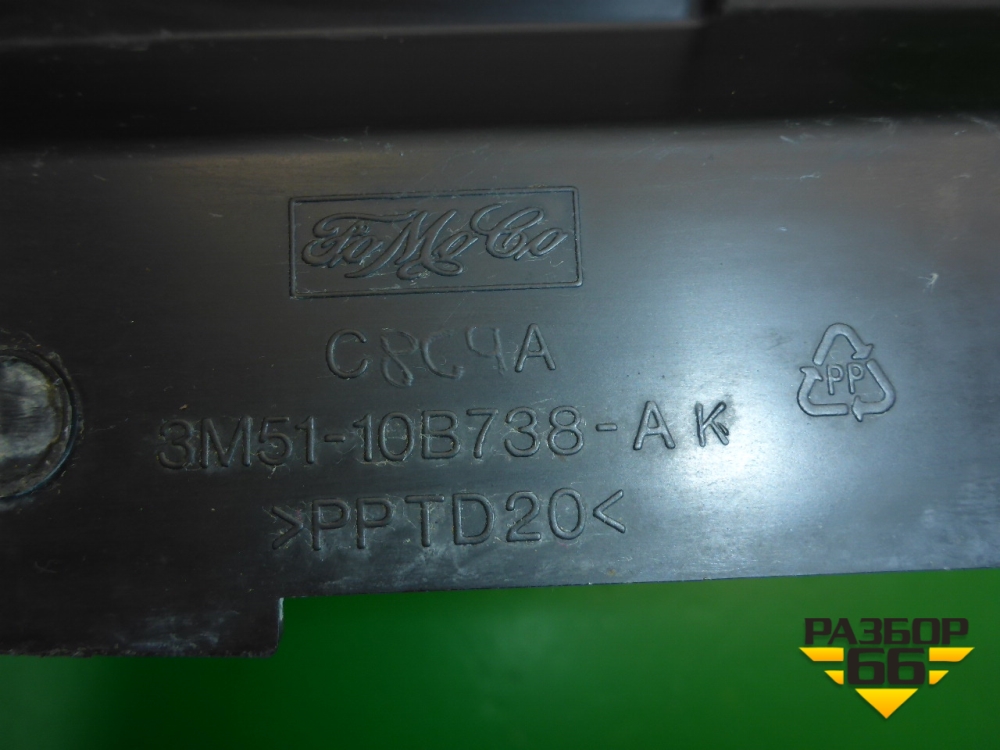 FoMoCo
C8C9A
PP
3M51-10B738-AK
>PPTD20<
РАЗБОР
66